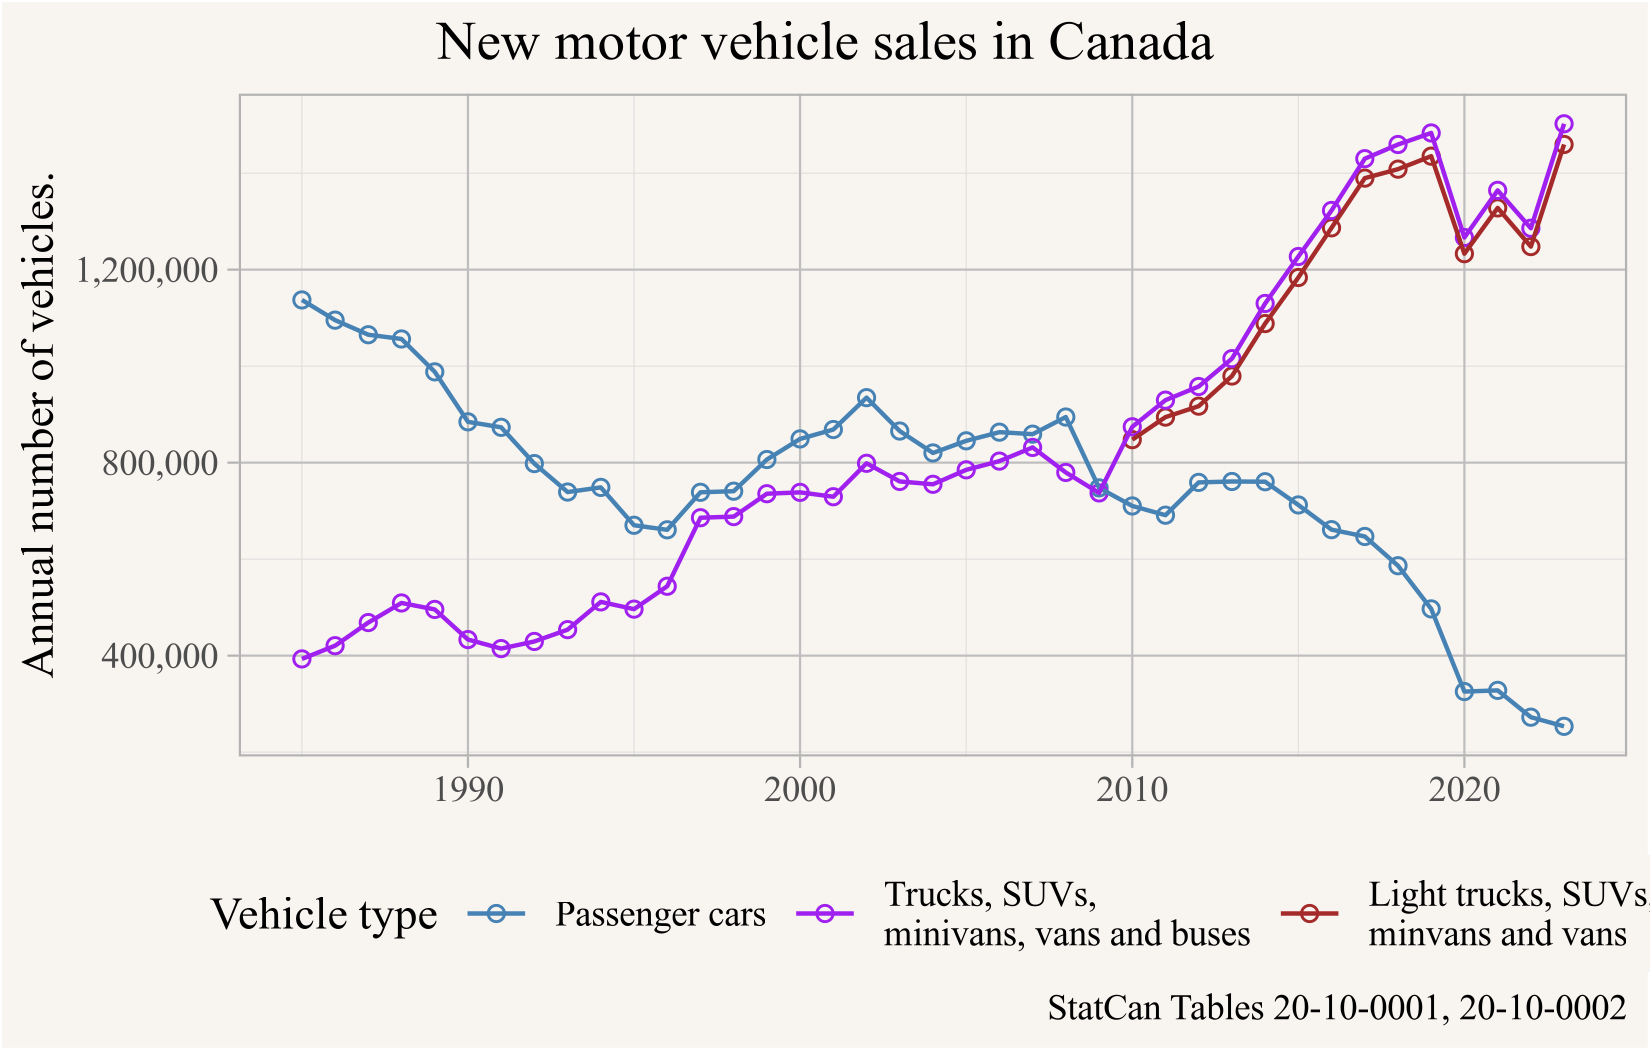 New motor vehicle sales in Canada
Annual number of vehicles.
1,200,000
800,000
400,000
1990 2000 2010 2020
Vehicle type
Passenger cars
Trucks, SUVs,
minivans, vans and buses
Light trucks, SUVs,
minvans and vans
StatCan Tables 20-10-0001, 20-10-0002